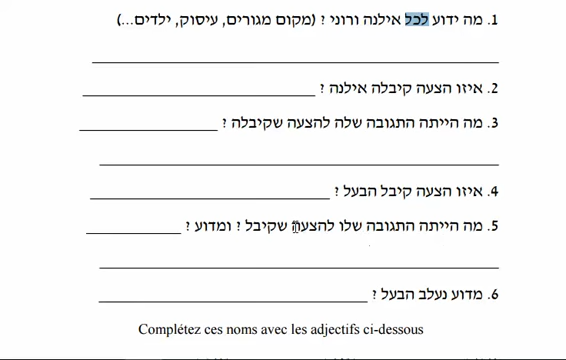 1. מה ידוע לכל אילנה ורוני ? (מקום מגורים, עיסוק, ילדים...)
2. איזו הצעה קיבלה אילנה ?
3. מה הייתה התגובה שלה להצעה שקיבלה ?
4. איזו הצעה קיבל הבעל ?
5. מה הייתה התגובה שלו להצעה שקיבל ? ומדוע ?
6. מדוע נעלב הבעל ?
Complétez ces noms avec les adjectifs ci-dessous